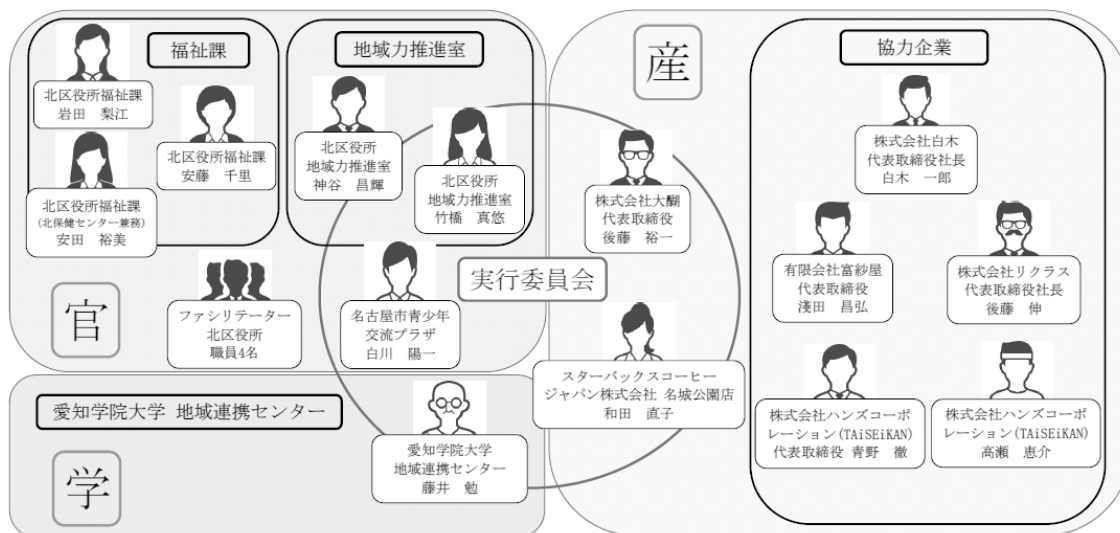 福祉課
北区役所福祉課
岩田　梨江
北区役所福祉課
安藤　千里
北区役所福祉課
(北保健センター兼務)
安田　裕美
地域力推進室
北区役所
地域力推進室
神谷　昌輝
北区役所
地域力推進室
竹橋　真悠
官
ファシリテーター
北区役所
職員4名
名古屋市青少年
交流プラザ
白川　陽一
実行委員会
愛知学院大学 地域連携センター
学
愛知学院大学
地域連携センター
藤井　勉
産
株式会社大醐
代表取締役
後藤　裕一
スターバックスコーヒー
ジャパン株式会社 名城公園店
和田　直子
協力企業
株式会社白木
代表取締役社長
白木　一郎
有限会社富紗屋
代表取締役
淺田　昌弘
株式会社リクラス
代表取締役社長
後藤　伸
株式会社ハンズコーポ
レーション(TAiSEiKAN)
代表取締役 青野　徹
株式会社ハンズコーポ
レーション(TAiSEiKAN)
高瀬　恵介